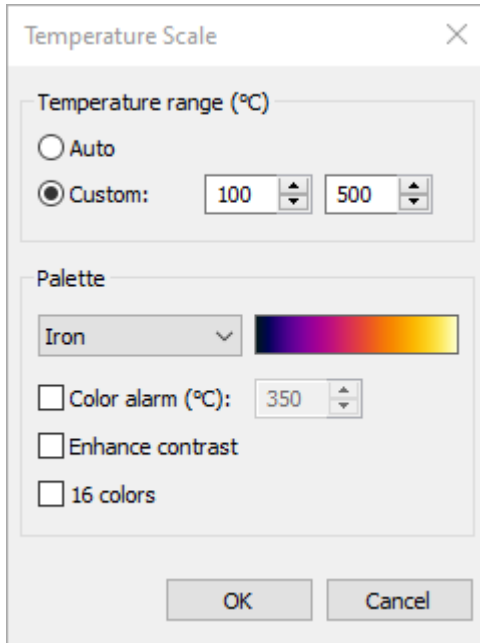 Temperature Scale
Temperature range (°C)
Auto
Custom: 100 500
Palette
Iron
Color alarm (°C): 350
Enhance contrast
16 colors
OK Cancel